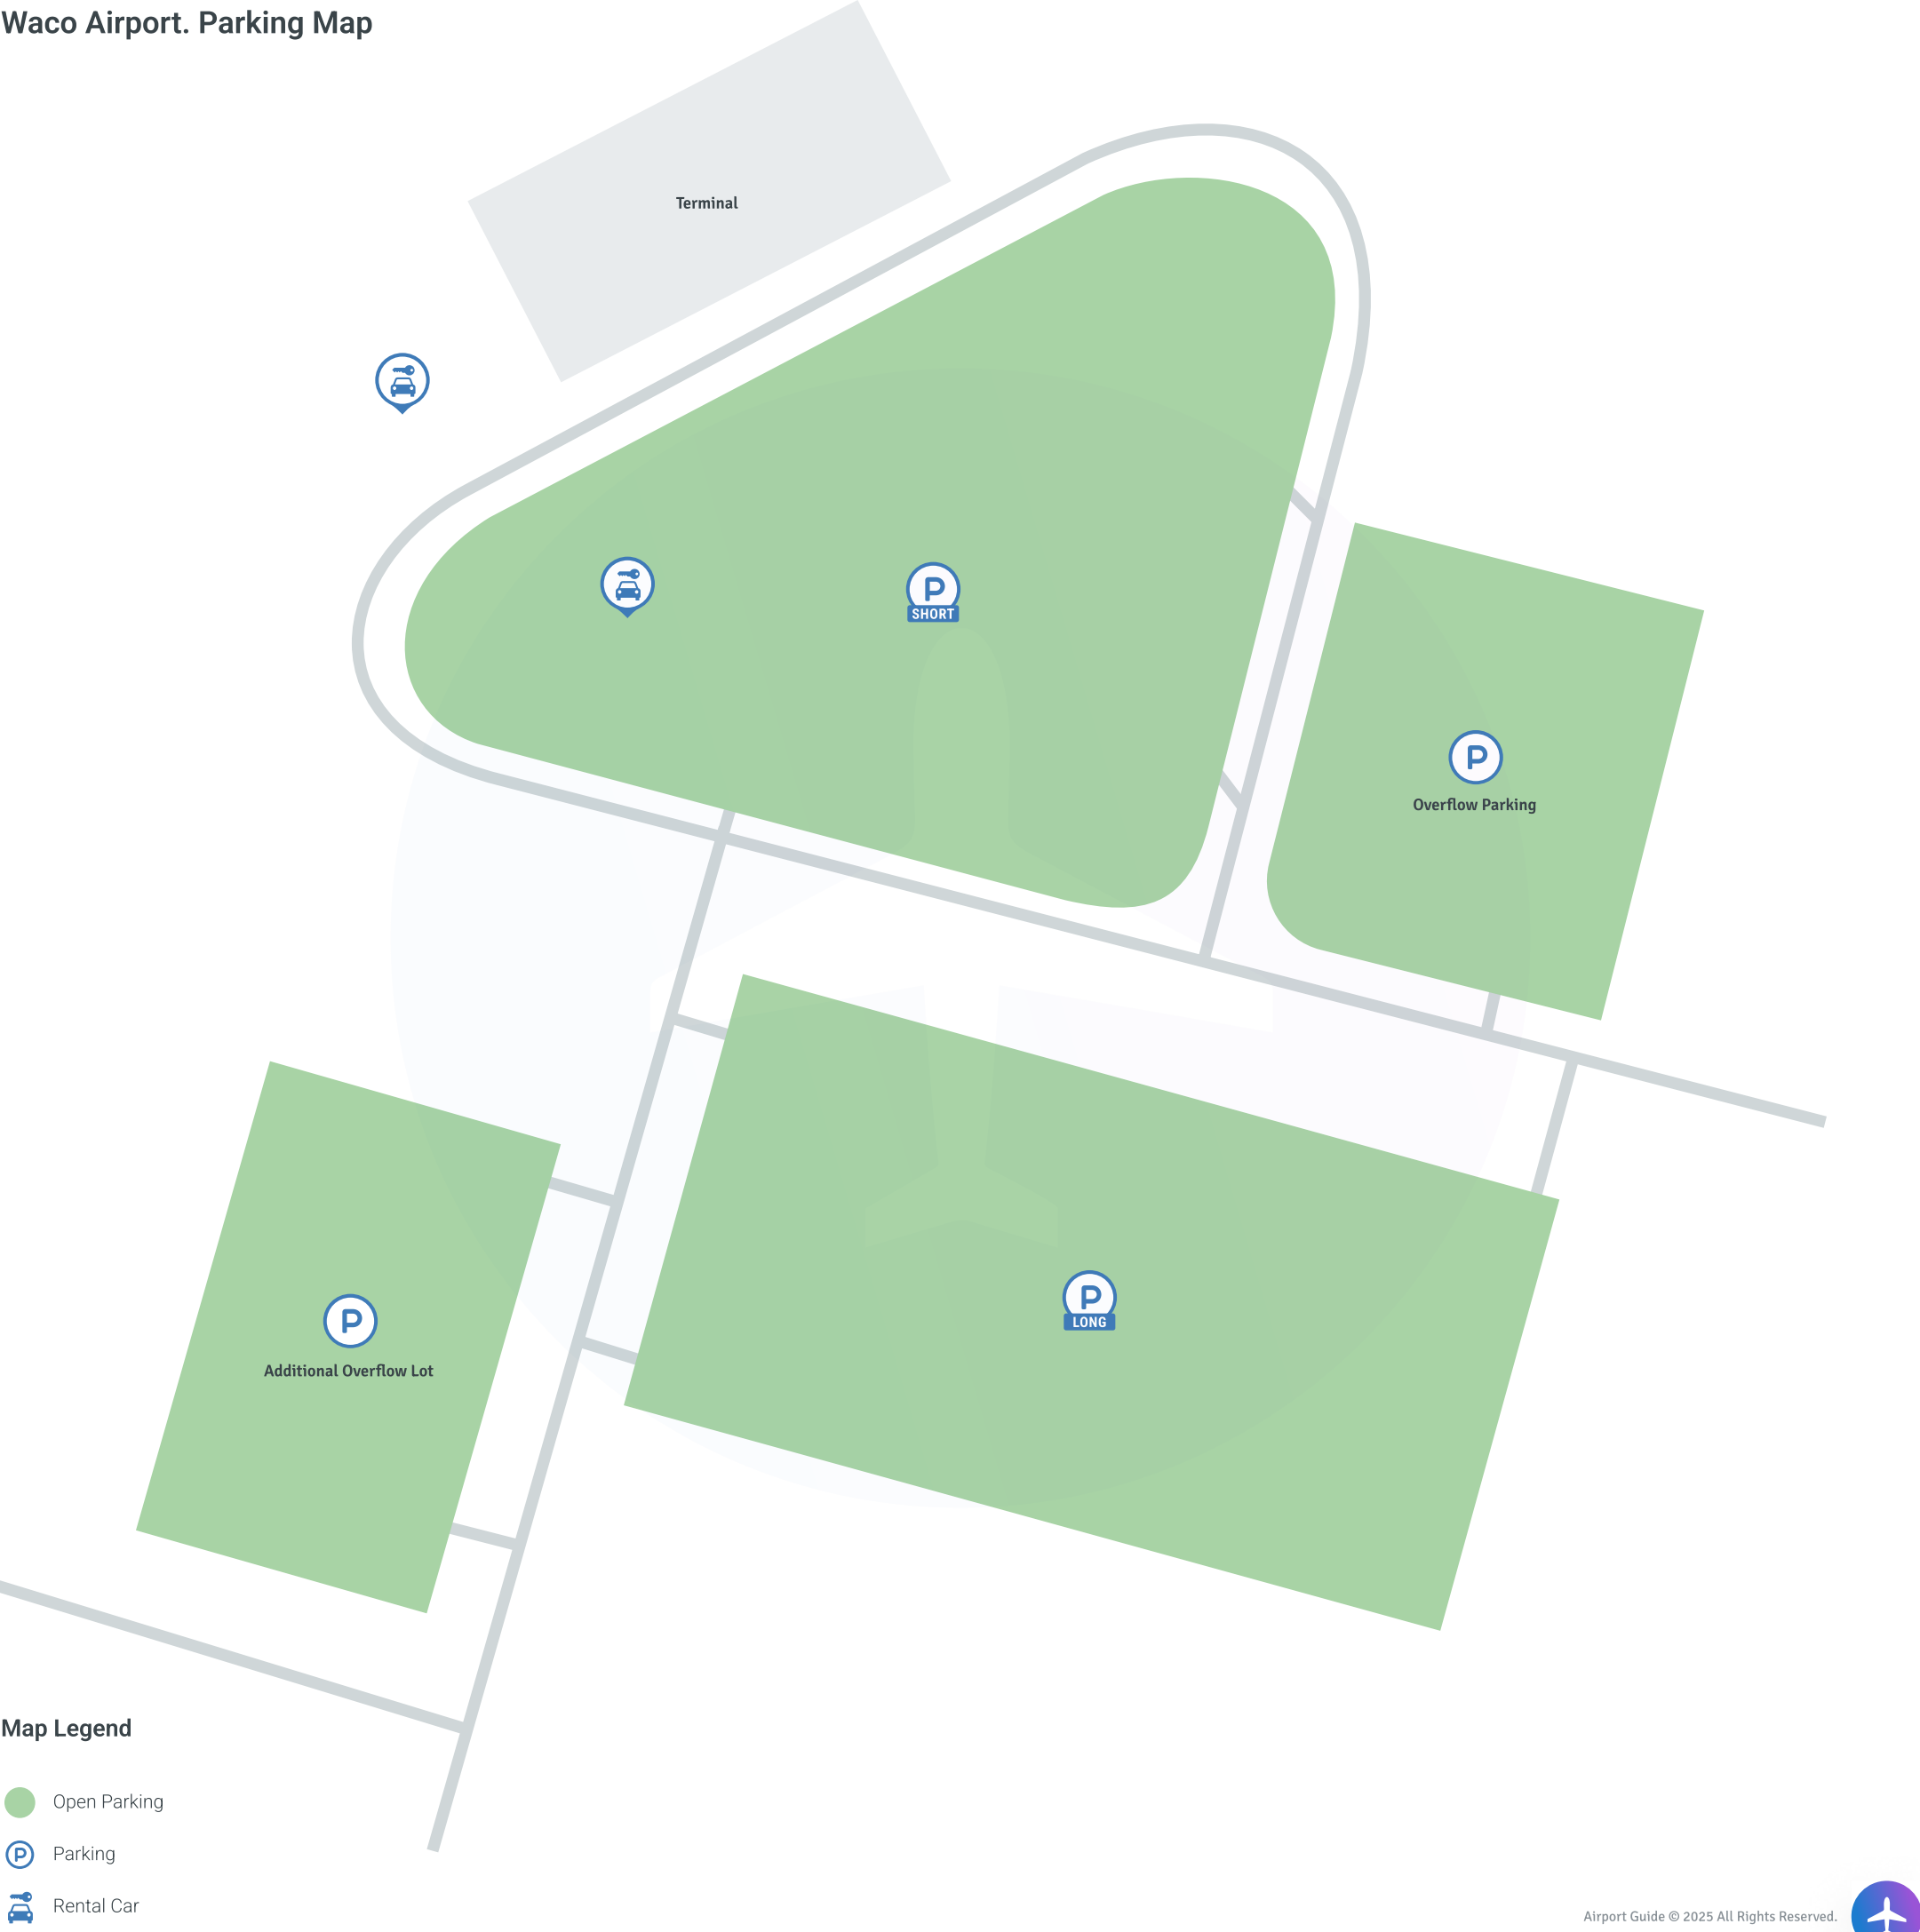 Waco Airport. Parking Map
Terminal
P
SHORT
P
Overflow Parking
P
LONG
P
Additional Overflow Lot
Map Legend
Open Parking
P
Parking
Rental Car
Airport Guide © 2025 All Rights Reserved.